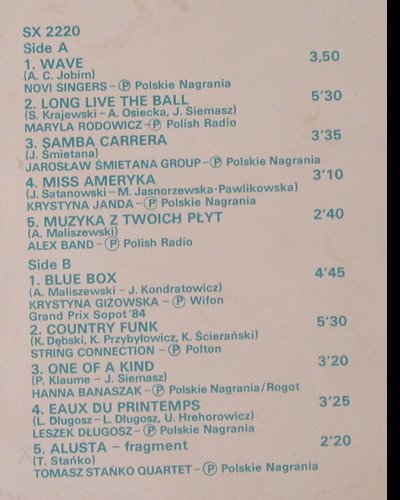 SX 2220
Side A
1. WAVE 3,50
(A. C. Jobim)
NOVI SINGERS – Ⓟ Polskie Nagrania
2. LONG LIVE THE BALL 5'30
(S. Krajewski – A. Osiecka, J. Siemasz)
MARYLA RODOWICZ – Ⓟ Polish Radio
3. SAMBA CARRERA 3'35
(J. Śmietana)
JAROSŁAW ŚMIETANA GROUP – Ⓟ Polskie Nagrania
4. MISS AMERYKA 3'10
(J. Satanowski – M. Jasnorzewska-Pawlikowska)
KRYSTYNA JANDA – Ⓟ Polskie Nagrania
5. MUZYKA Z TWOICH PŁYT 2'40
(A. Maliszewski)
ALEX BAND – Ⓟ Polish Radio
Side B
1. BLUE BOX 4'45
(A. Maliszewski – J. Kondratowicz)
KRYSTYNA GIŻOWSKA – Ⓟ Wifon
Grand Prix Sopot '84
2. COUNTRY FUNK 5'30
(K. Dębski, K. Przybyłowicz, K. Ścierański)
STRING CONNECTION – Ⓟ Polton
3. ONE OF A KIND 3'20
(P. Klaume – J. Siemasz)
HANNA BANASZAK – Ⓟ Polskie Nagrania/Rogot
4. EAUX DU PRINTEMPS 3'25
(L. Długosz – L. Długosz, U. Hrehorowicz)
LESZEK DŁUGOSZ – Ⓟ Polskie Nagrania
5. ALUSTA – fragment 2'20
(T. Stańko)
TOMASZ STAŃKO QUARTET – Ⓟ Polskie Nagrania